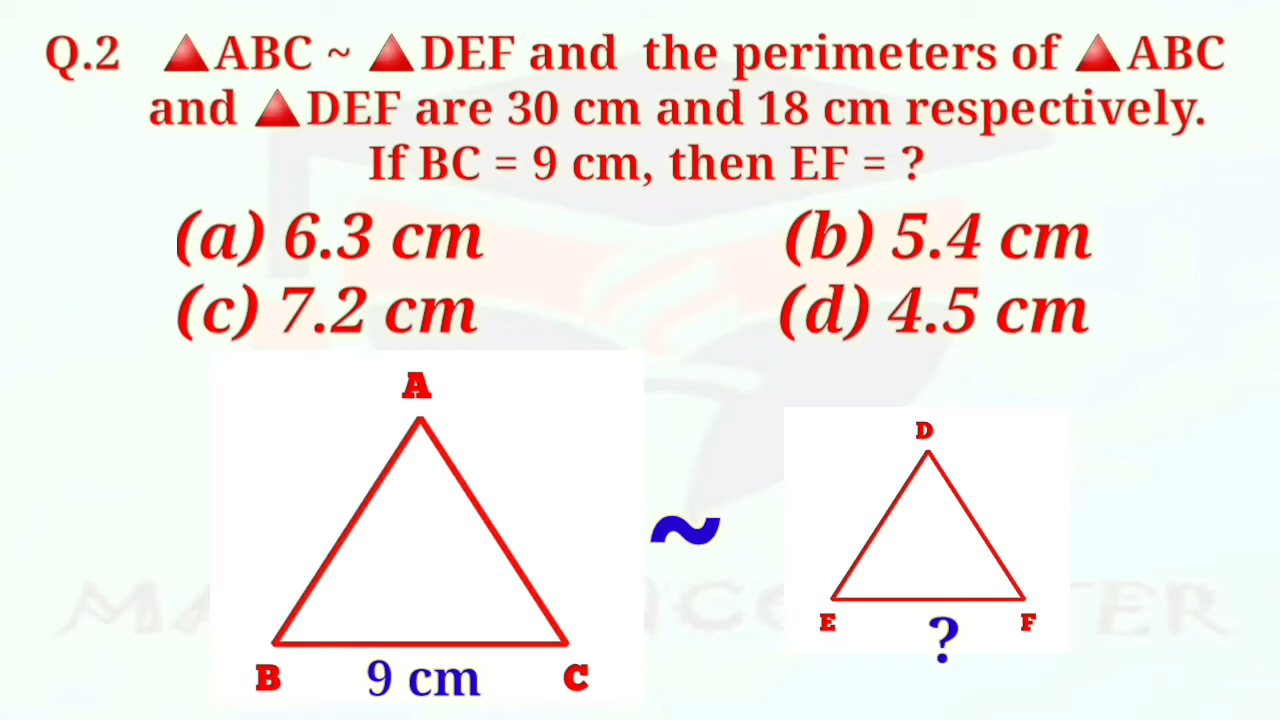 Q.2 🔺ABC ~ 🔺DEF and the perimeters of 🔺ABC
and 🔺DEF are 30 cm and 18 cm respectively.
If BC = 9 cm, then EF = ?
(a) 6.3 cm (b) 5.4 cm
(c) 7.2 cm (d) 4.5 cm
A
D
~
E F
?
B 9 cm C